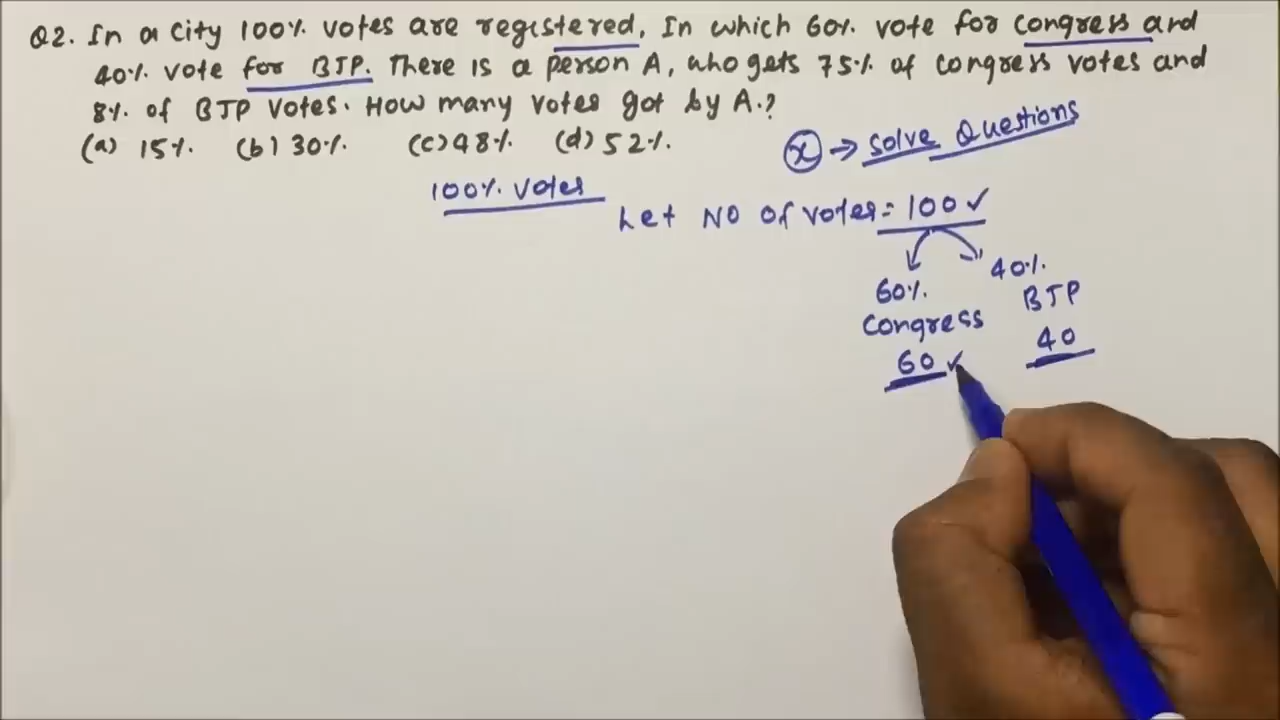 Q2. In a city 100% votes are registered, In which 60% vote for congress and
40% vote for BJP. There is a person A, who gets 75% of congress votes and
8% of BJP votes. How many votes got by A.?
(a) 15% (b) 30% (c) 48% (d) 52%.
x → solve Questions
100% votes
Let NO of votes = 100 ✓
60% 40%
Congress BJP
60 ✓ 40